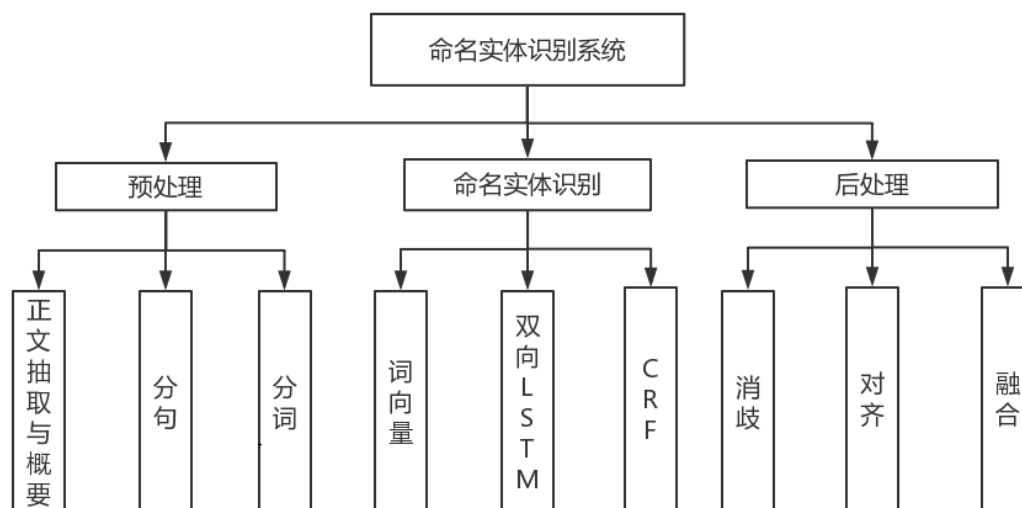 命名实体识别系统
预处理
命名实体识别
后处理
正文抽取与概要
分句
分词
词向量
双向LSTM
CRF
消歧
对齐
融合